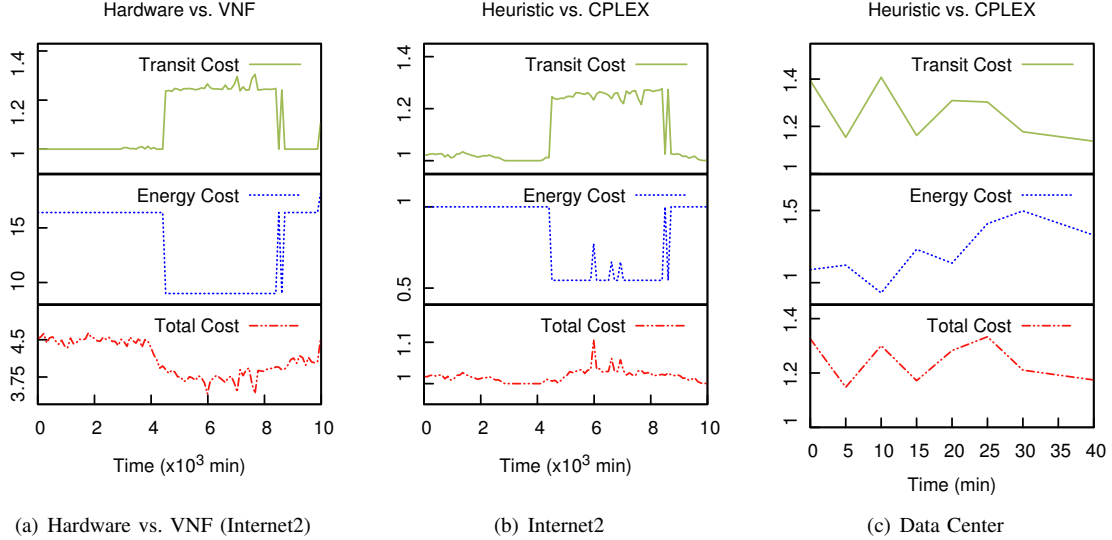 Hardware vs. VNF
1.4
1.2
1
Transit Cost
15
10
Energy Cost
4.5
3.75
Total Cost
0 2 4 6 8 10
Time (x10³ min)
(a) Hardware vs. VNF (Internet2)
Heuristic vs. CPLEX
1.4
1.2
1
Transit Cost
1
0.5
Energy Cost
1.1
1
Total Cost
0 2 4 6 8 10
Time (x10³ min)
(b) Internet2
Heuristic vs. CPLEX
1.4
1.2
1
Transit Cost
1.5
1
Energy Cost
1.4
1.2
1
Total Cost
0 5 10 15 20 25 30 35 40
Time (min)
(c) Data Center